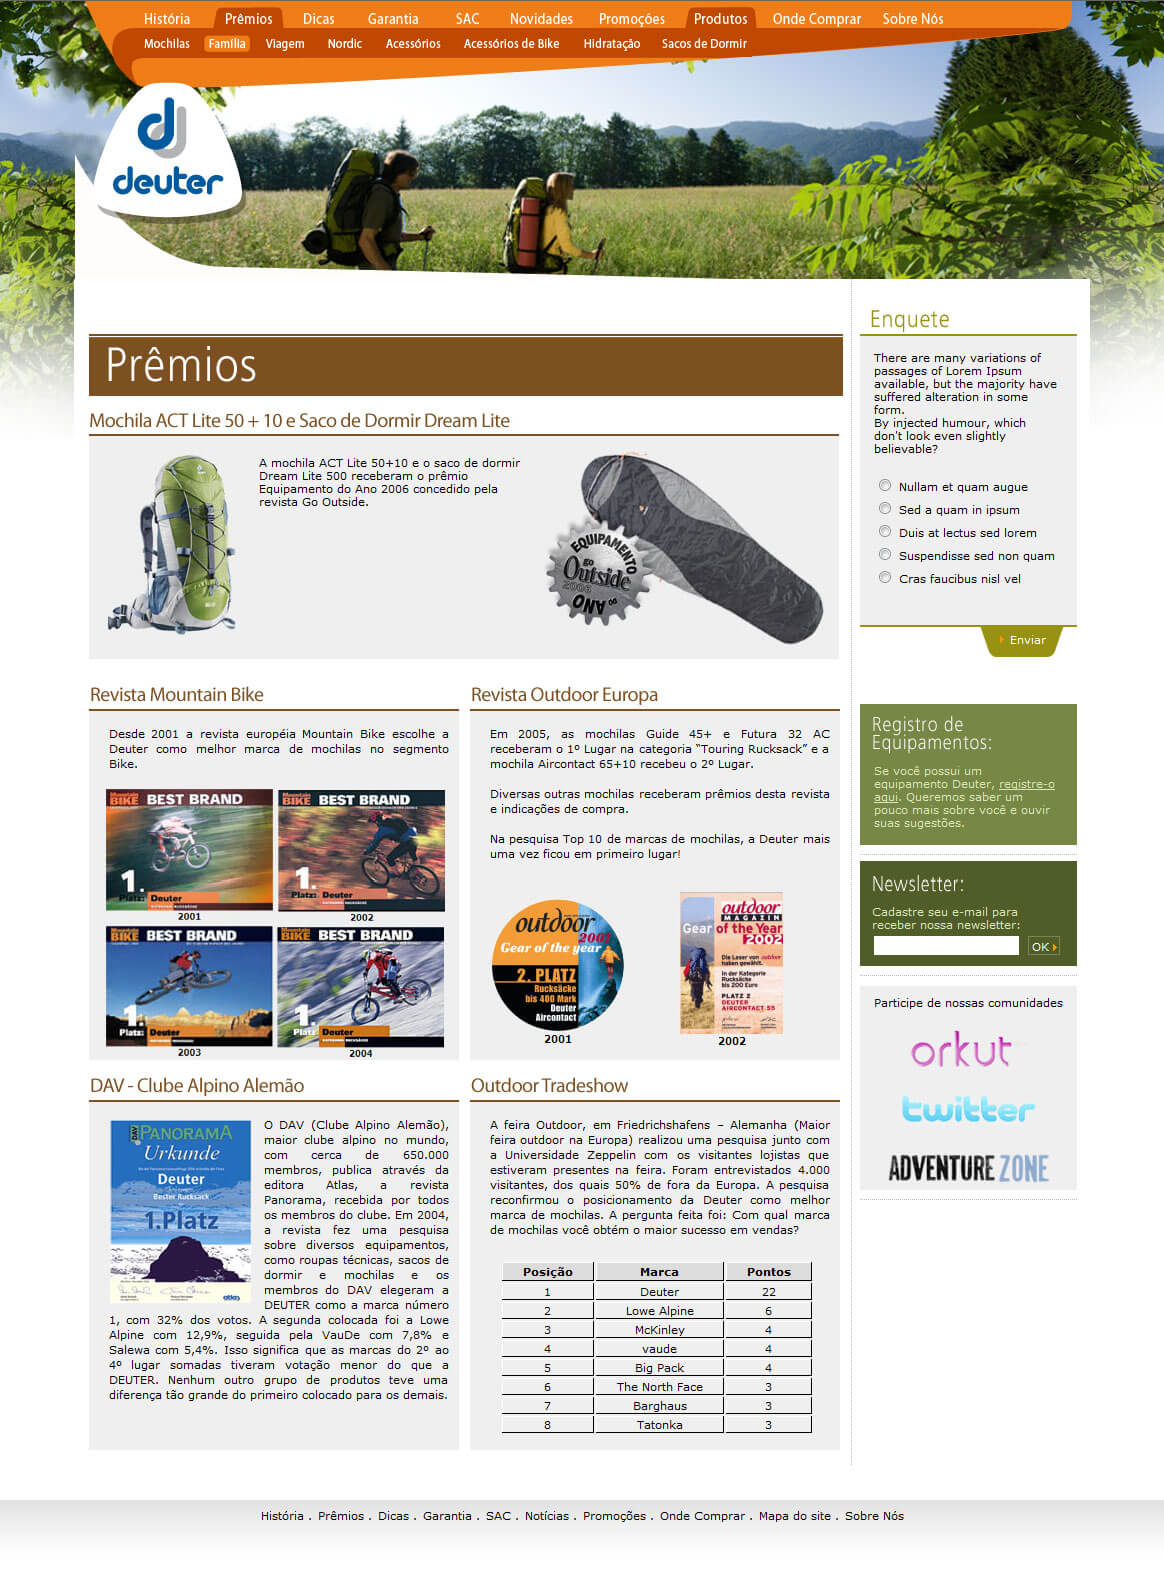 História Prêmios Dicas Garantia SAC Novidades Promoções Produtos Onde Comprar Sobre Nós
Mochilas Família Viagem Nordic Acessórios Acessórios de Bike Hidratação Sacos de Dormir
deuter
Prêmios
Mochila ACT Lite 50 + 10 e Saco de Dormir Dream Lite
A mochila ACT Lite 50+10 e o saco de dormir
Dream Lite 500 receberam o prêmio
Equipamento do Ano 2006 concedido pela
revista Go Outside.
EQUIPAMENTO
go
Outside
2006
DO
ANO
Revista Mountain Bike
Desde 2001 a revista européia Mountain Bike escolhe a
Deuter como melhor marca de mochilas no segmento
Bike.
MOUNTAIN BIKE BEST BRAND
1.
Platz: Deuter
2001
MOUNTAIN BIKE BEST BRAND
1.
Platz: Deuter
2002
MOUNTAIN BIKE BEST BRAND
1.
Platz: Deuter
2003
MOUNTAIN BIKE BEST BRAND
1.
Platz: Deuter
2004
Revista Outdoor Europa
Em 2005, as mochilas Guide 45+ e Futura 32 AC
receberam o 1º Lugar na categoria “Touring Rucksack” e a
mochila Aircontact 65+10 recebeu o 2º Lugar.
Diversas outras mochilas receberam prêmios desta revista
e indicações de compra.
Na pesquisa Top 10 de marcas de mochilas, a Deuter mais
uma vez ficou em primeiro lugar!
outdoor
2001
Gear of the year
2. PLATZ
Rucksäcke
bis 400 Mark
Deuter
Aircontact
2001
outdoor
MAGAZIN
Gear of the Year
2002
Die Leser von outdoor
haben gewählt.
in der Kategorie
Rucksäcke
bis 200 Euro
PLATZ 2
DEUTER
AIRCONTACT 55
2002
DAV - Clube Alpino Alemão
DAV PANORAMA
Urkunde
Deuter
Bester Rucksack
1.Platz
atlas
O DAV (Clube Alpino Alemão),
maior clube alpino no mundo,
com cerca de 650.000
membros, publica através da
editora Atlas, a revista
Panorama, recebida por todos
os membros do clube. Em 2004,
a revista fez uma pesquisa
sobre diversos equipamentos,
como roupas técnicas, sacos de
dormir e mochilas e os
membros do DAV elegeram a
DEUTER como a marca número
1, com 32% dos votos. A segunda colocada foi a Lowe
Alpine com 12,9%, seguida pela VauDe com 7,8% e
Salewa com 5,4%. Isso significa que as marcas do 2º ao
4º lugar somadas tiveram votação menor do que a
DEUTER. Nenhum outro grupo de produtos teve uma
diferença tão grande do primeiro colocado para os demais.
Outdoor Tradeshow
A feira Outdoor, em Friedrichshafens – Alemanha (Maior
feira outdoor na Europa) realizou uma pesquisa junto com
a Universidade Zeppelin com os visitantes lojistas que
estiveram presentes na feira. Foram entrevistados 4.000
visitantes, dos quais 50% de fora da Europa. A pesquisa
reconfirmou o posicionamento da Deuter como melhor
marca de mochilas. A pergunta feita foi: Com qual marca
de mochilas você obtém o maior sucesso em vendas?
Posição Marca Pontos
1 Deuter 22
2 Lowe Alpine 6
3 McKinley 4
4 vaude 4
5 Big Pack 4
6 The North Face 3
7 Barghaus 3
8 Tatonka 3
Enquete
There are many variations of
passages of Lorem Ipsum
available, but the majority have
suffered alteration in some
form.
By injected humour, which
don't look even slightly
believable?
Nullam et quam augue
Sed a quam in ipsum
Duis at lectus sed lorem
Suspendisse sed non quam
Cras faucibus nisl vel
Enviar
Registro de
Equipamentos:
Se você possui um
equipamento Deuter, registre-o
aqui. Queremos saber um
pouco mais sobre você e ouvir
suas sugestões.
Newsletter:
Cadastre seu e-mail para
receber nossa newsletter:
OK
Participe de nossas comunidades
orkut
twitter
ADVENTURE ZONE
História . Prêmios . Dicas . Garantia . SAC . Notícias . Promoções . Onde Comprar . Mapa do site . Sobre Nós